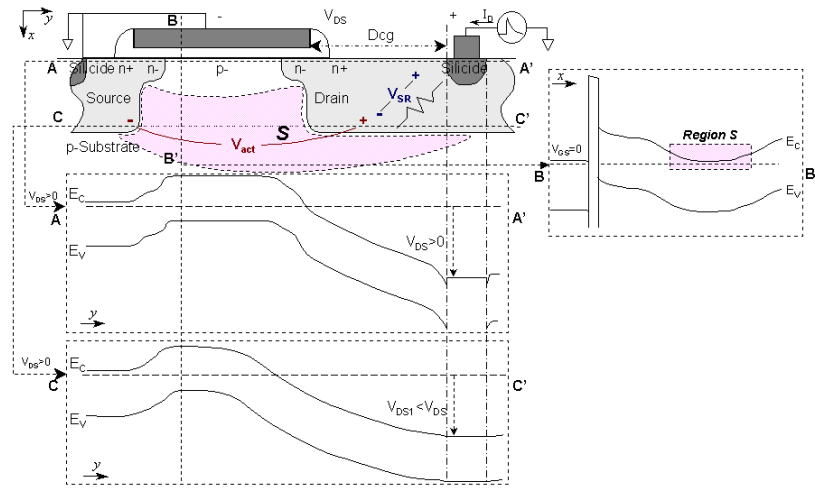 y
x
B
-
V_DS
Dcg
+
I_D
A
Silicide
n+
n-
p-
n-
n+
Silicide
A'
Source
Drain
+
V_SR
-
C
-
S
+
C'
V_act
p-Substrate
B'
x
Region S
E_C
V_GS=0
B
E_V
B'
V_DS>0
E_C
A
A'
E_V
V_DS>0
y
V_DS>0
E_C
C
C'
V_DS1<V_DS
E_V
y